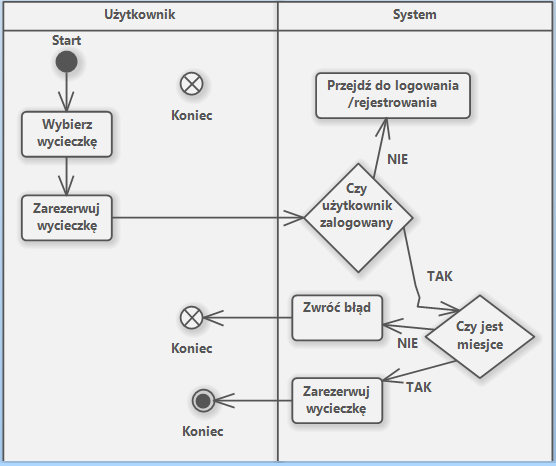 Użytkownik
System
Start
Koniec
Przejdź do logowania
/rejestrowania
Wybierz
wycieczkę
NIE
Zarezerwuj
wycieczkę
Czy
użytkownik
zalogowany
TAK
Zwróć błąd
Koniec
Czy jest
miesjce
NIE
TAK
Zarezerwuj
wycieczkę
Koniec